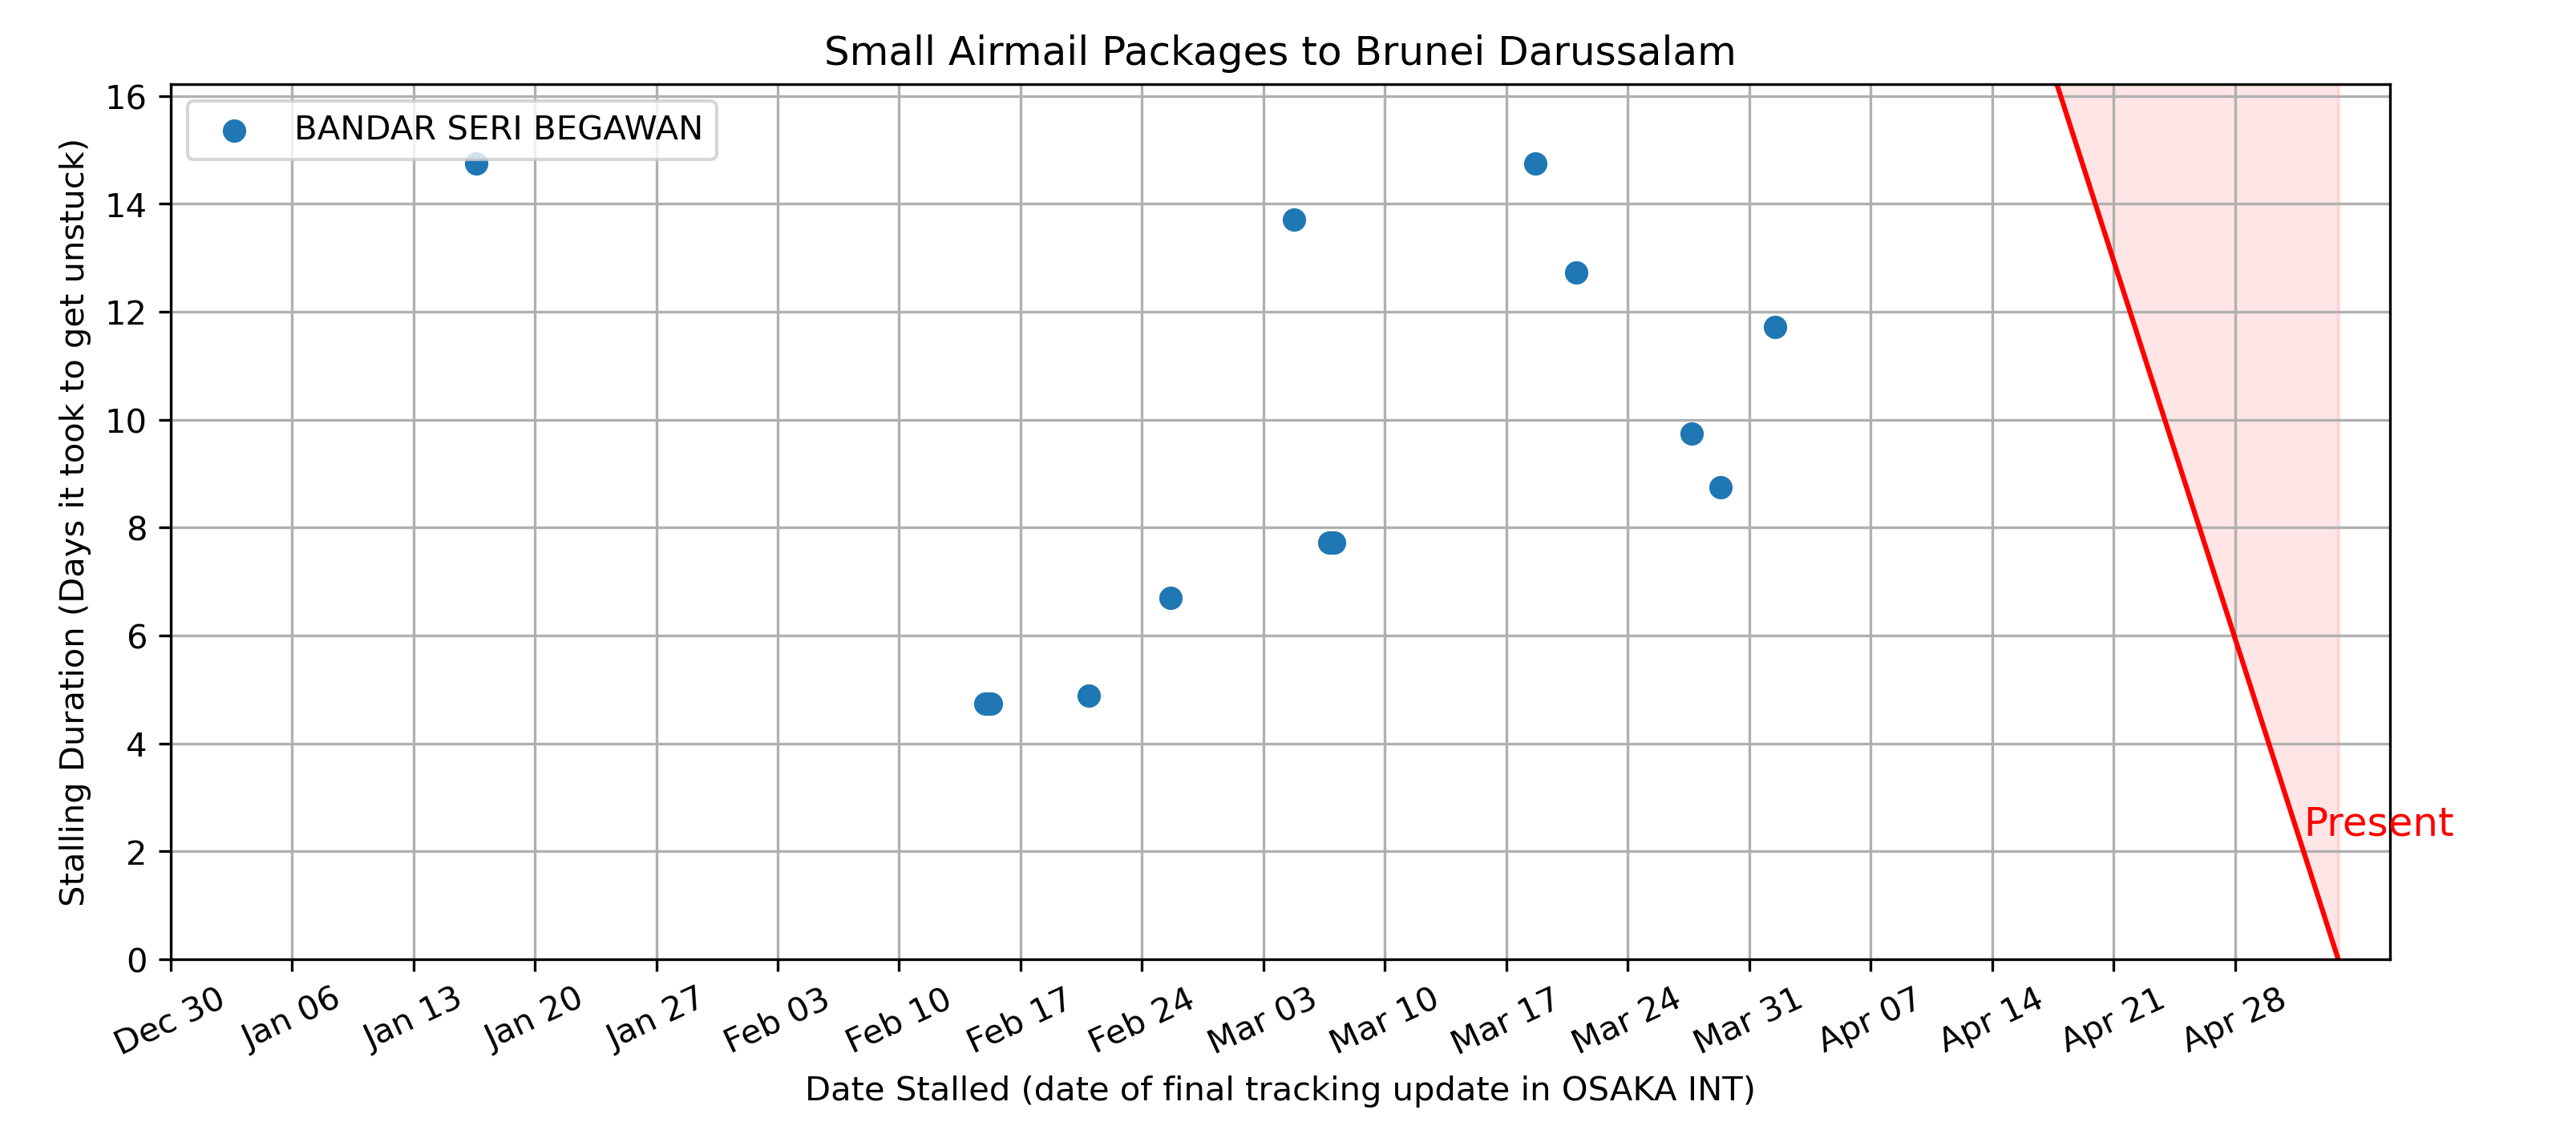 Small Airmail Packages to Brunei Darussalam
BANDAR SERI BEGAWAN
Stalling Duration (Days it took to get unstuck)
16
14
12
10
8
6
4
2
0
Present
Dec 30
Jan 06
Jan 13
Jan 20
Jan 27
Feb 03
Feb 10
Feb 17
Feb 24
Mar 03
Mar 10
Mar 17
Mar 24
Mar 31
Apr 07
Apr 14
Apr 21
Apr 28
Date Stalled (date of final tracking update in OSAKA INT)